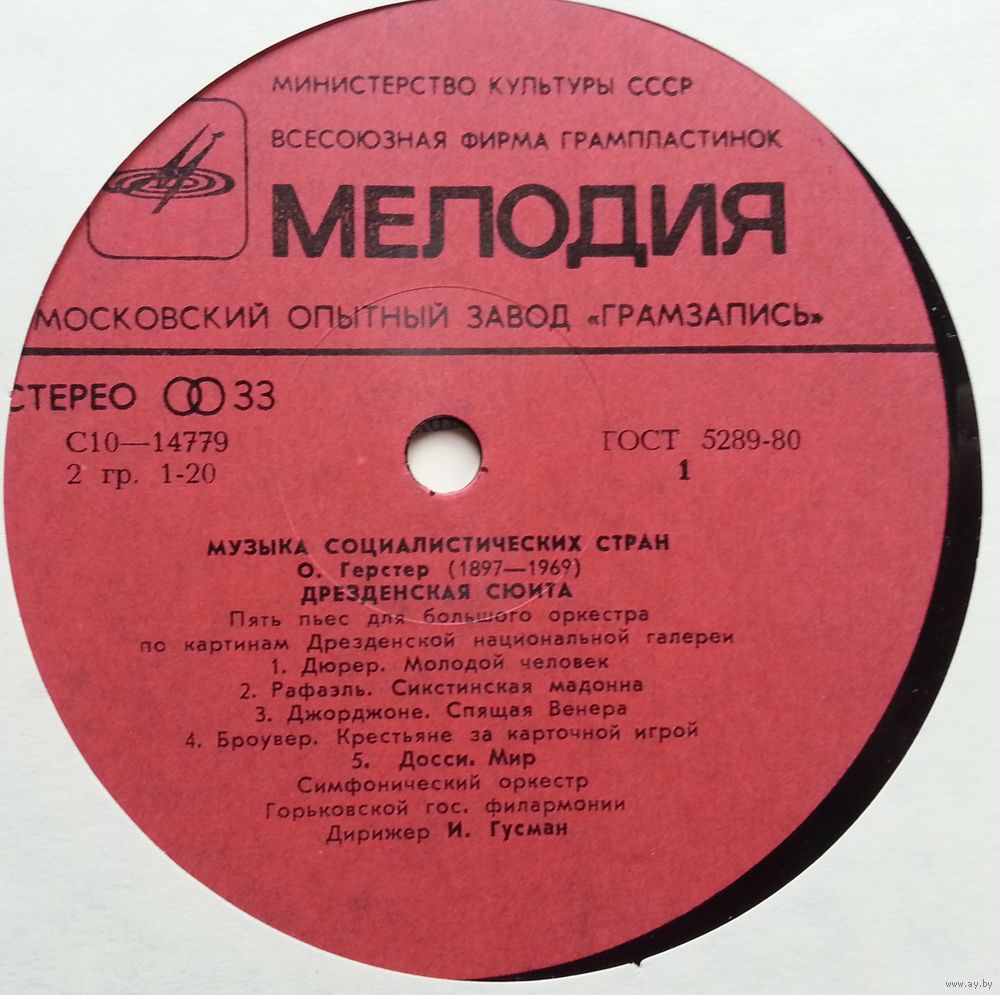 МИНИСТЕРСТВО КУЛЬТУРЫ СССР
ВСЕСОЮЗНАЯ ФИРМА ГРАМПЛАСТИНОК
МЕЛОДИЯ
МОСКОВСКИЙ ОПЫТНЫЙ ЗАВОД «ГРАМЗАПИСЬ»
СТЕРЕО 33
С10—14779
ГОСТ 5289-80
2 гр. 1-20
1
МУЗЫКА СОЦИАЛИСТИЧЕСКИХ СТРАН
О. Герстер (1897—1969)
ДРЕЗДЕНСКАЯ СЮИТА
Пять пьес для большого оркестра
по картинам Дрезденской национальной галереи
1. Дюрер. Молодой человек
2. Рафаэль. Сикстинская мадонна
3. Джорджоне. Спящая Венера
4. Броувер. Крестьяне за карточной игрой
5. Досси. Мир
Симфонический оркестр
Горьковской гос. филармонии
Дирижер И. Гусман
www.ay.by